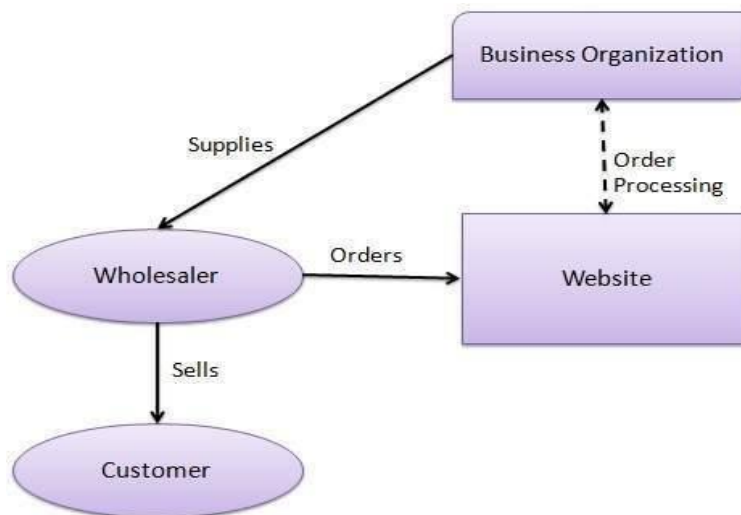 Business Organization
Supplies
Order
Processing
Wholesaler
Orders
Website
Sells
Customer